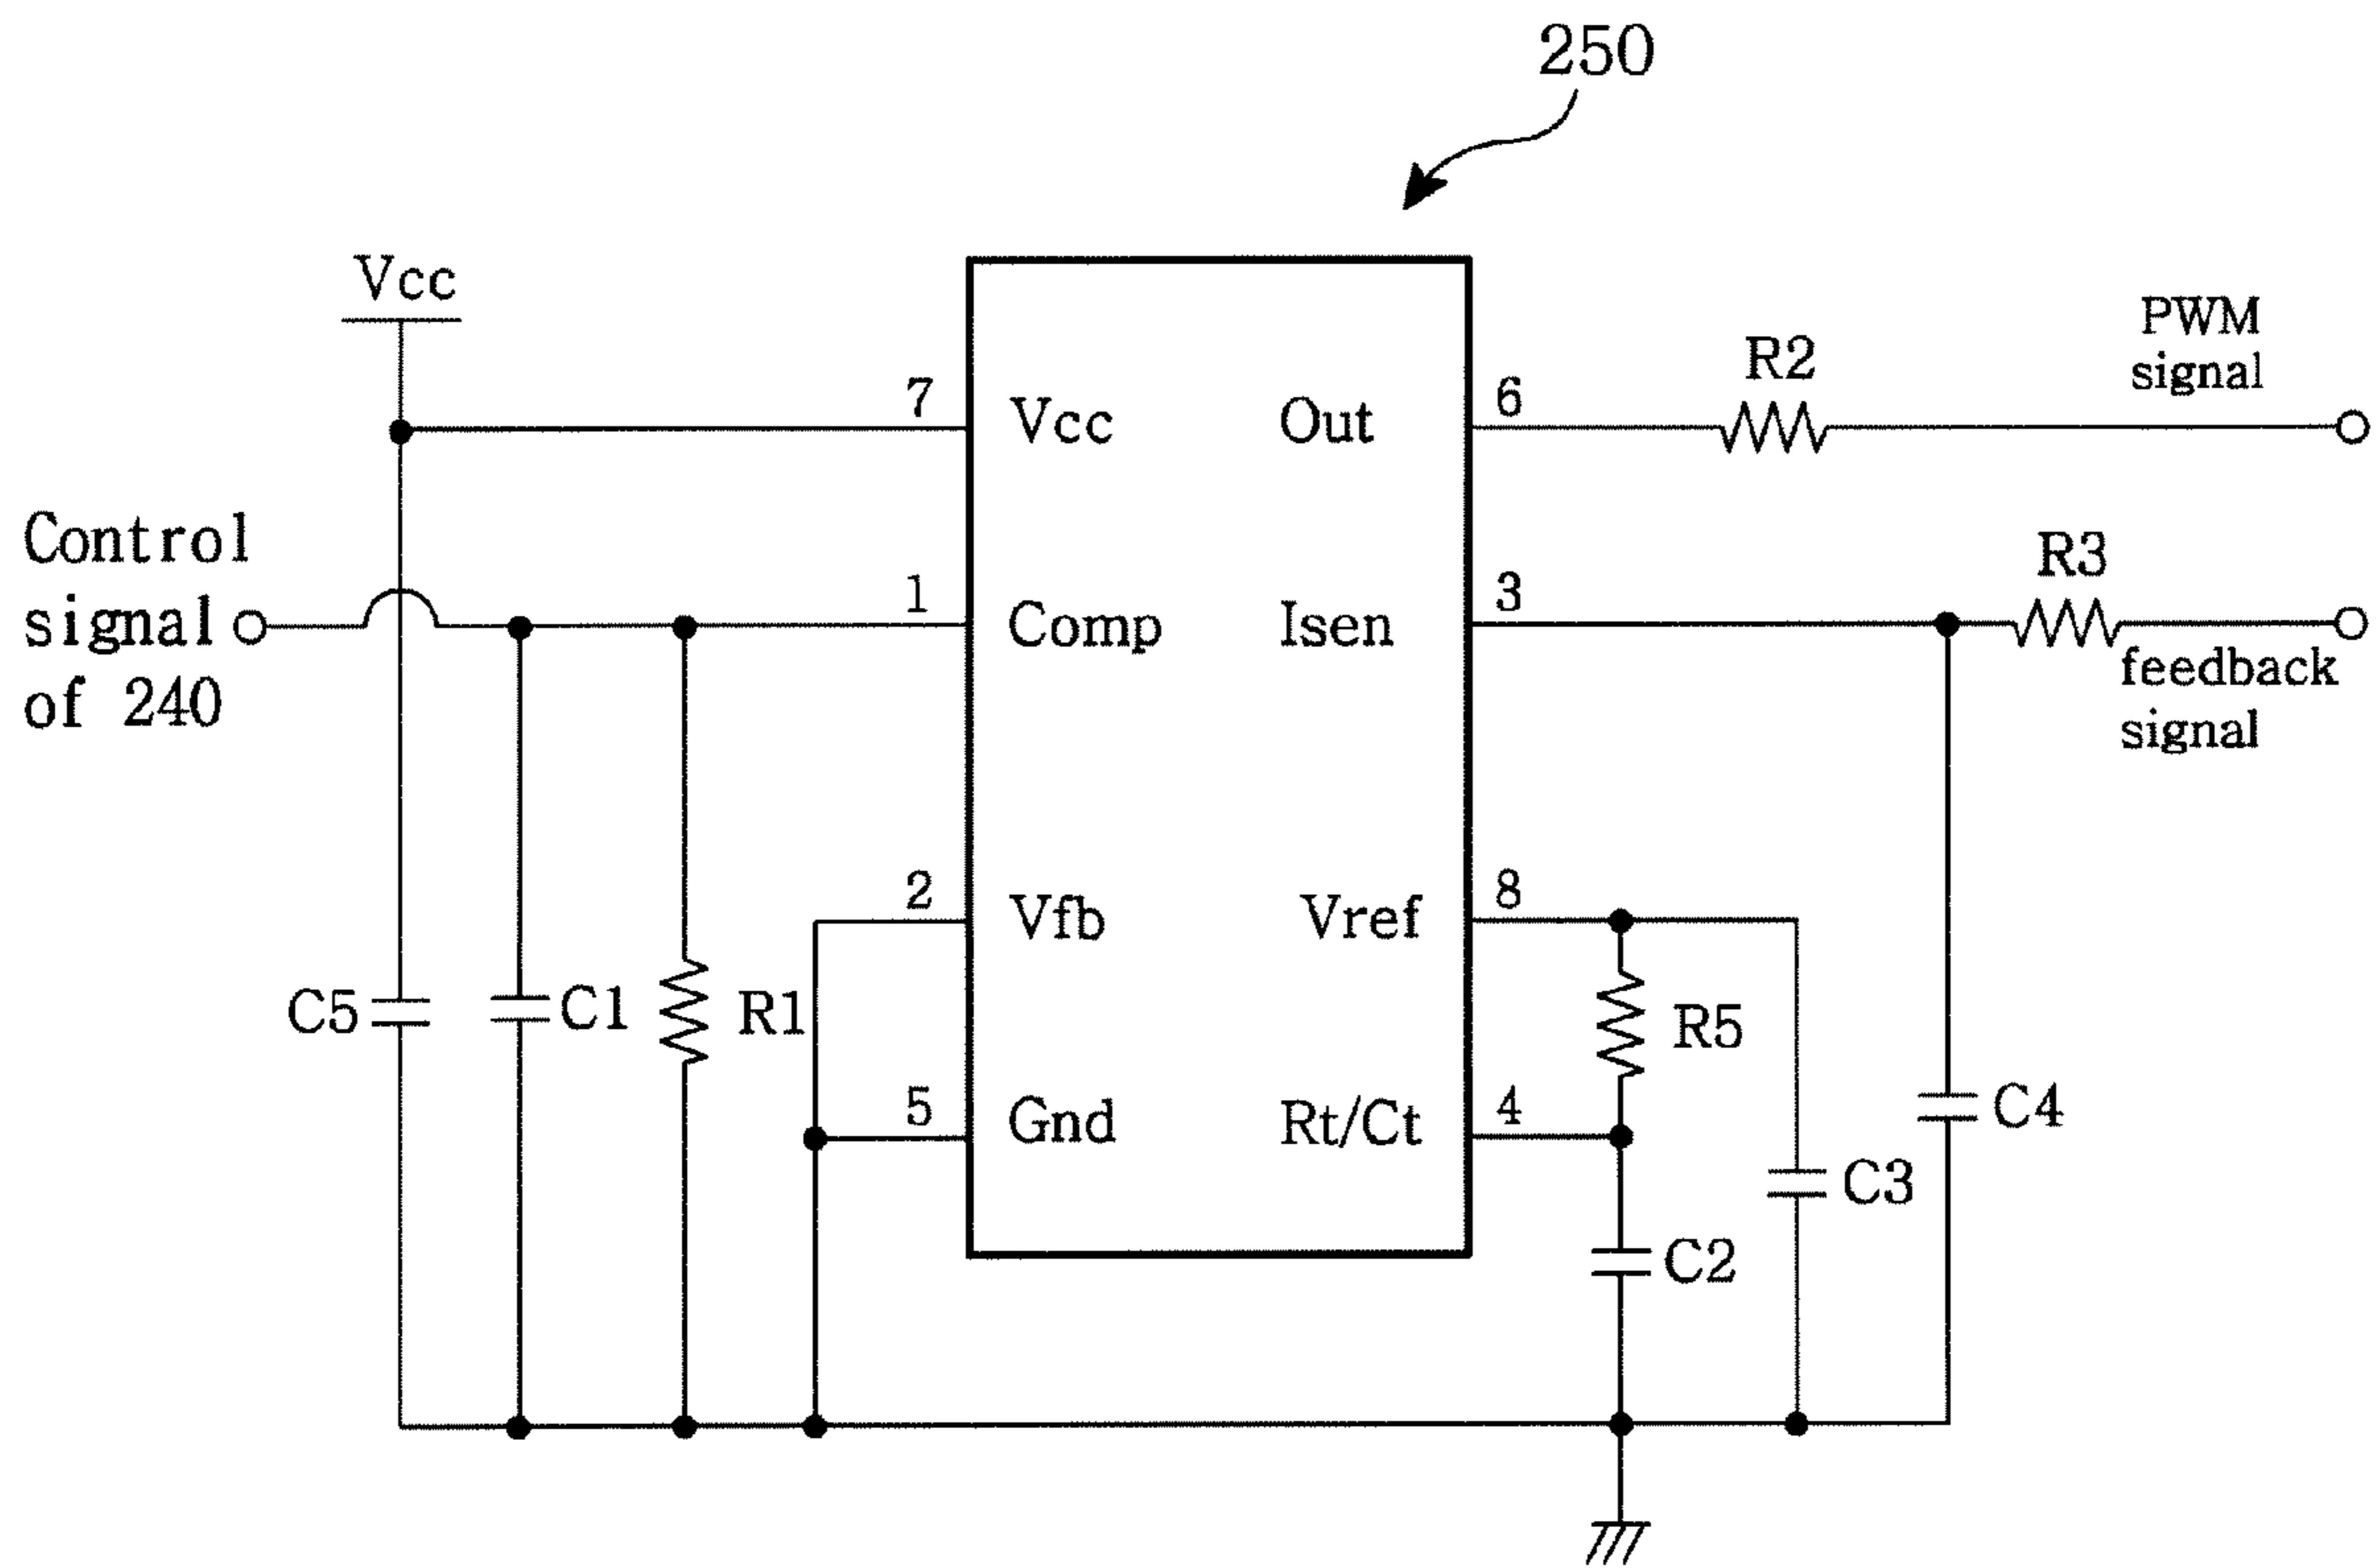 250
Vcc
PWM
signal
R2
7
Vcc
Out
6
Control
signal
of 240
R3
1
Comp
Isen
3
feedback
signal
2
Vfb
Vref
8
C5
C1
R1
R5
5
Gnd
Rt/Ct
4
C4
C3
C2